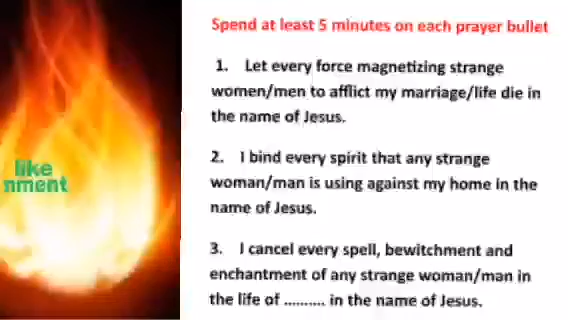 Spend at least 5 minutes on each prayer bullet
1. Let every force magnetizing strange
women/men to afflict my marriage/life die in
the name of Jesus.
2. I bind every spirit that any strange
woman/man is using against my home in the
name of Jesus.
3. I cancel every spell, bewitchment and
enchantment of any strange woman/man in
the life of .......... in the name of Jesus.
like
nment